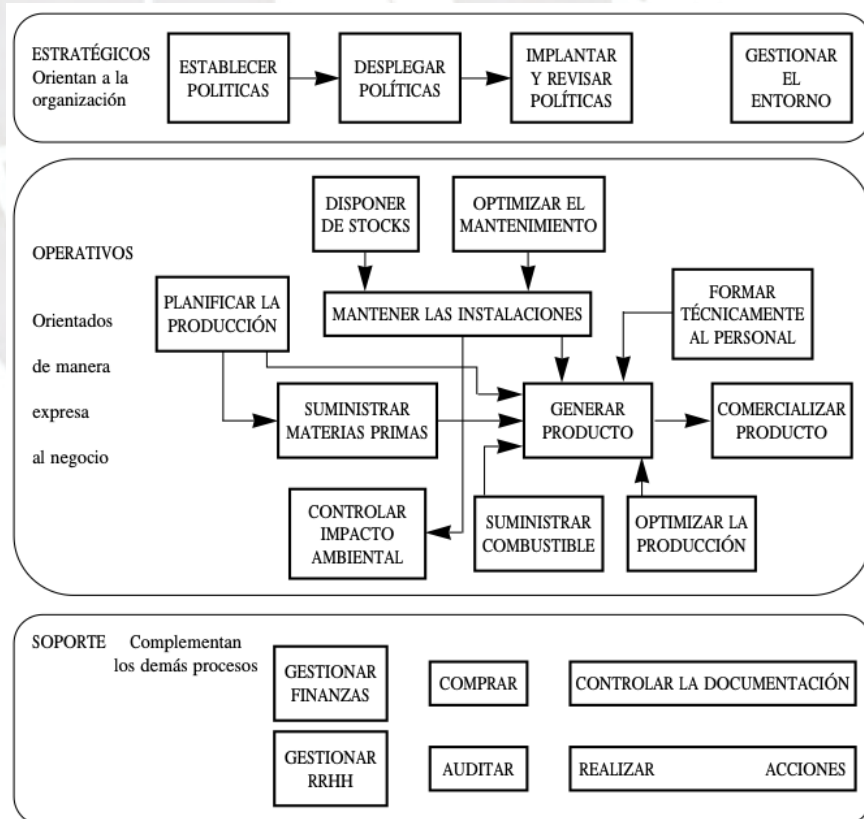 ESTRATÉGICOS
Orientan a la
organización
ESTABLECER
POLITICAS
DESPLEGAR
POLÍTICAS
IMPLANTAR
Y REVISAR
POLÍTICAS
GESTIONAR
EL
ENTORNO
OPERATIVOS
Orientados
de manera
expresa
al negocio
DISPONER
DE STOCKS
OPTIMIZAR EL
MANTENIMIENTO
PLANIFICAR LA
PRODUCCIÓN
MANTENER LAS INSTALACIONES
FORMAR
TÉCNICAMENTE
AL PERSONAL
SUMINISTRAR
MATERIAS PRIMAS
GENERAR
PRODUCTO
COMERCIALIZAR
PRODUCTO
CONTROLAR
IMPACTO
AMBIENTAL
SUMINISTRAR
COMBUSTIBLE
OPTIMIZAR LA
PRODUCCIÓN
SOPORTE Complementan
los demás procesos
GESTIONAR
FINANZAS
COMPRAR
CONTROLAR LA DOCUMENTACIÓN
GESTIONAR
RRHH
AUDITAR
REALIZAR ACCIONES